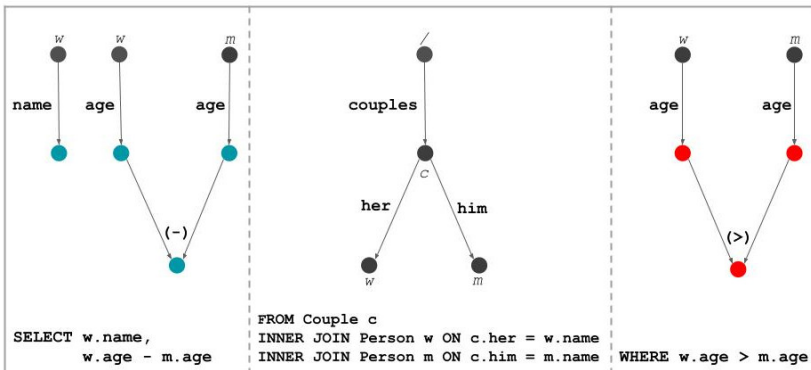 w
w
m
name
age
age
(-)
SELECT w.name,
w.age - m.age
/
couples
c
her
him
w
m
FROM Couple c
INNER JOIN Person w ON c.her = w.name
INNER JOIN Person m ON c.him = m.name
w
m
age
age
(>)
WHERE w.age > m.age